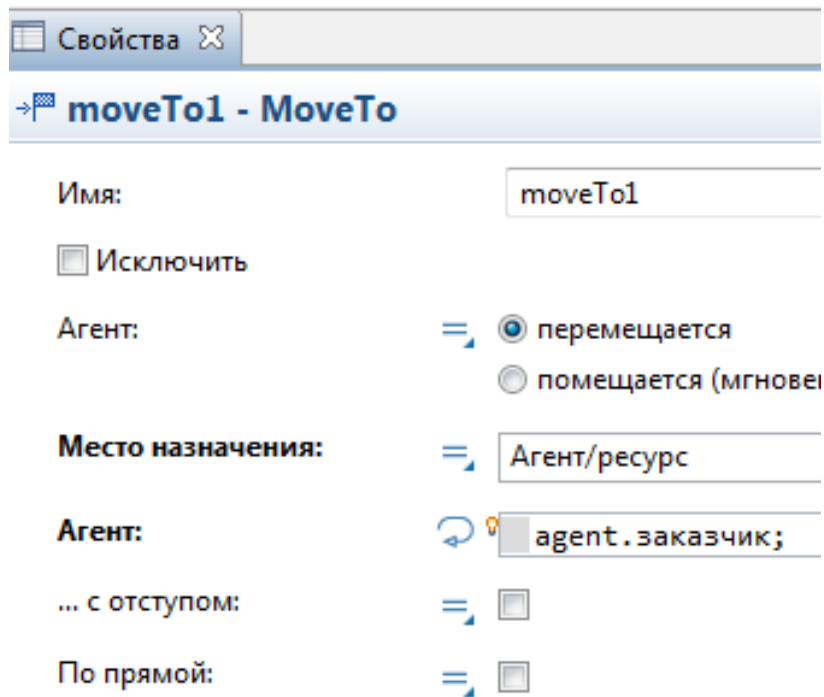 Свойства
moveTo1 - MoveTo
Имя: moveTo1
Исключить
Агент: перемещается
помещается (мгнове
Место назначения: Агент/ресурс
Агент: agent.заказчик;
... с отступом:
По прямой: